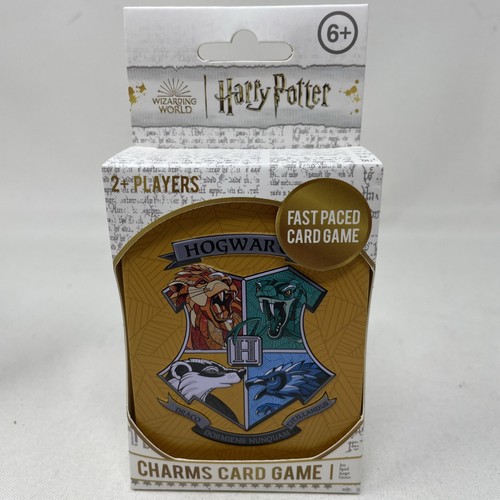 6+
WIZARDING
WORLD
Harry Potter
2+ PLAYERS
FAST PACED
CARD GAME
HOGWAR
H
DRACO
DORMIENS NUNQUAM
TITILLANDUS
CHARMS CARD GAME